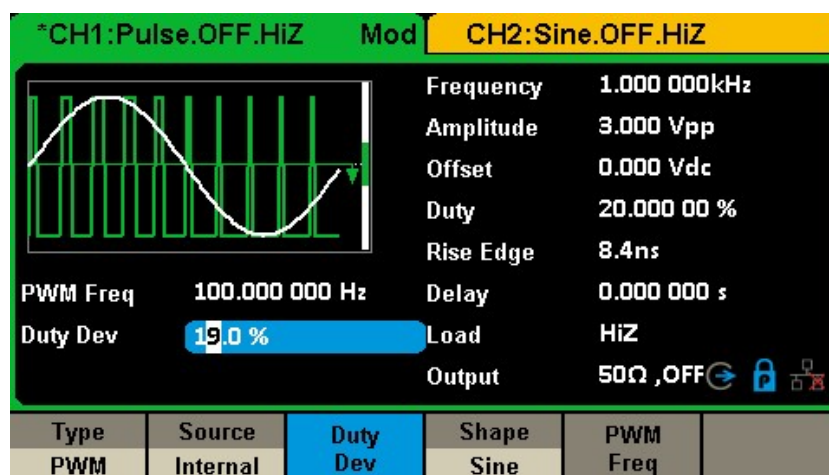 *CH1:Pulse.OFF.HiZ Mod
CH2:Sine.OFF.HiZ
PWM Freq 100.000 000 Hz
Duty Dev 19.0 %
Frequency 1.000 000kHz
Amplitude 3.000 Vpp
Offset 0.000 Vdc
Duty 20.000 00 %
Rise Edge 8.4ns
Delay 0.000 000 s
Load HiZ
Output 50Ω ,OFF
P
Type
PWM
Source
Internal
Duty
Dev
Shape
Sine
PWM
Freq